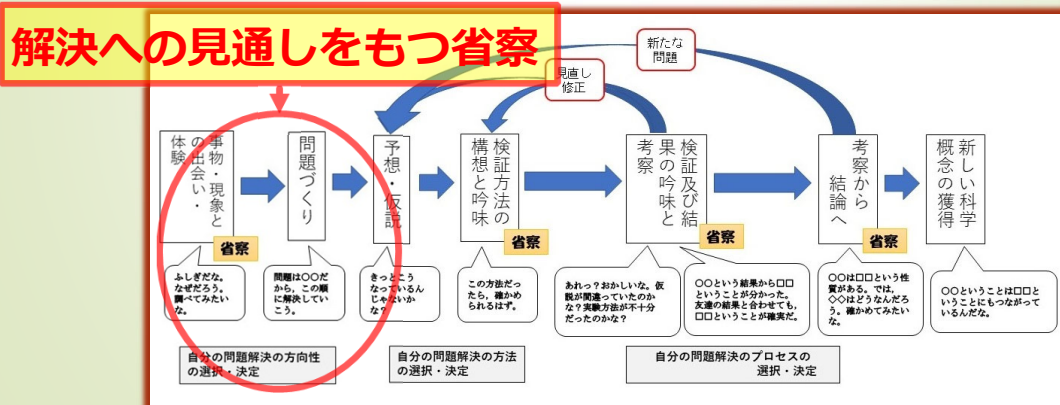 解決への見通しをもつ省察
新たな
問題
見直し
修正
事物・現象と
の出会い・
体験
問題づくり
予想・仮説
検証方法の
構想と吟味
検証及び結
果の吟味と
考察
考察から
結論へ
新しい科学
概念の獲得
省察
省察
省察
省察
ふしぎだな。
なぜだろう。
調べてみたい
な。
問題は○○だ
から、この順
に解決してい
こう。
きっとこう
なっているん
じゃないか
な？
この方法だっ
たら、確かめ
られるはず。
あれっ？おかしいな。仮
説が間違っていたのか
な？実験方法が不十分
だったのかな？
○○という結果から□□
ということが分かった。
友達の結果と合わせても、
□□ということが確実だ。
○○は□□という性
質がある。では、
◇◇はどうなんだろ
う。確かめてみたい
な。
○○ということは□□と
いうことにもつながって
いるんだな。
自分の問題解決の方向性
の選択・決定
自分の問題解決の方法
の選択・決定
自分の問題解決のプロセスの
選択・決定